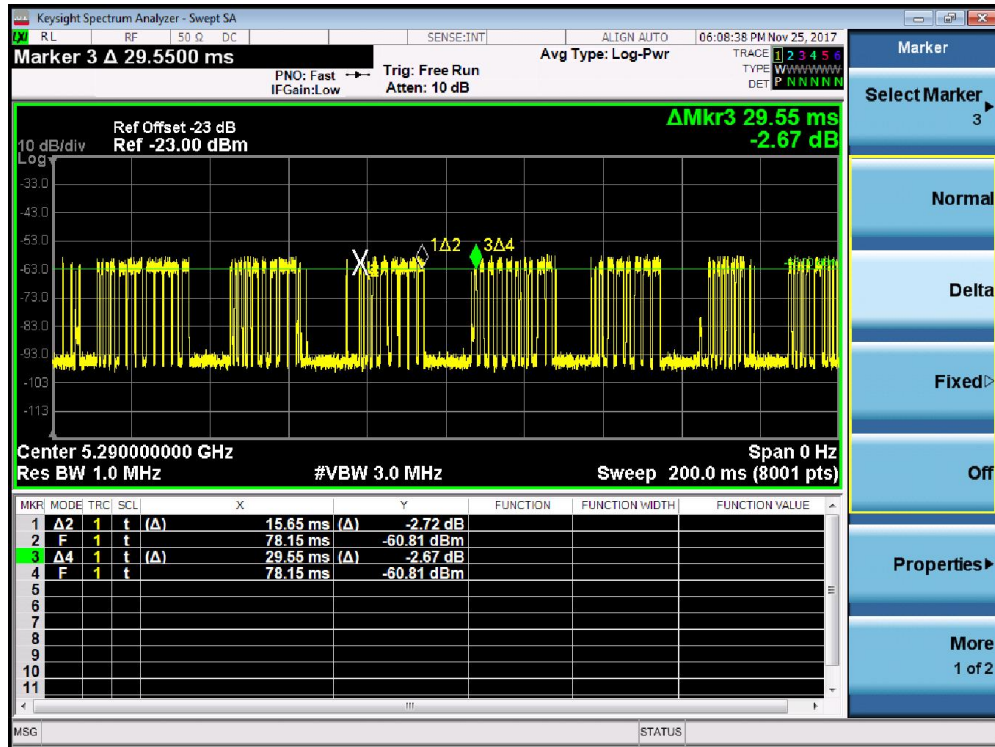 Keysight Spectrum Analyzer - Swept SA
LXI RL RF 50 Ω DC SENSE:INT ALIGN AUTO 06:08:38 PM Nov 25, 2017
Marker 3 Δ 29.5500 ms
PNO: Fast
IFGain:Low
Trig: Free Run
Atten: 10 dB
Avg Type: Log-Pwr
TRACE 1 2 3 4 5 6
TYPE WWWWWWW
DET P N N N N N
ΔMkr3 29.55 ms
-2.67 dB
Ref Offset -23 dB
10 dB/div Ref -23.00 dBm
Log
-33.0
-43.0
-53.0
1Δ2 3Δ4
-63.0
X4
-73.0
-83.0
-93.0
-103
-113
Center 5.290000000 GHz Span 0 Hz
Res BW 1.0 MHz #VBW 3.0 MHz Sweep 200.0 ms (8001 pts)
MKR MODE TRC SCL X Y FUNCTION FUNCTION WIDTH FUNCTION VALUE
1 Δ2 1 t (Δ) 15.65 ms (Δ) -2.72 dB
2 F 1 t 78.15 ms -60.81 dBm
3 Δ4 1 t (Δ) 29.55 ms (Δ) -2.67 dB
4 F 1 t 78.15 ms -60.81 dBm
5
6
7
8
9
10
11
MSG STATUS
Marker
Select Marker
3
Normal
Delta
Fixed
Off
Properties
More
1 of 2